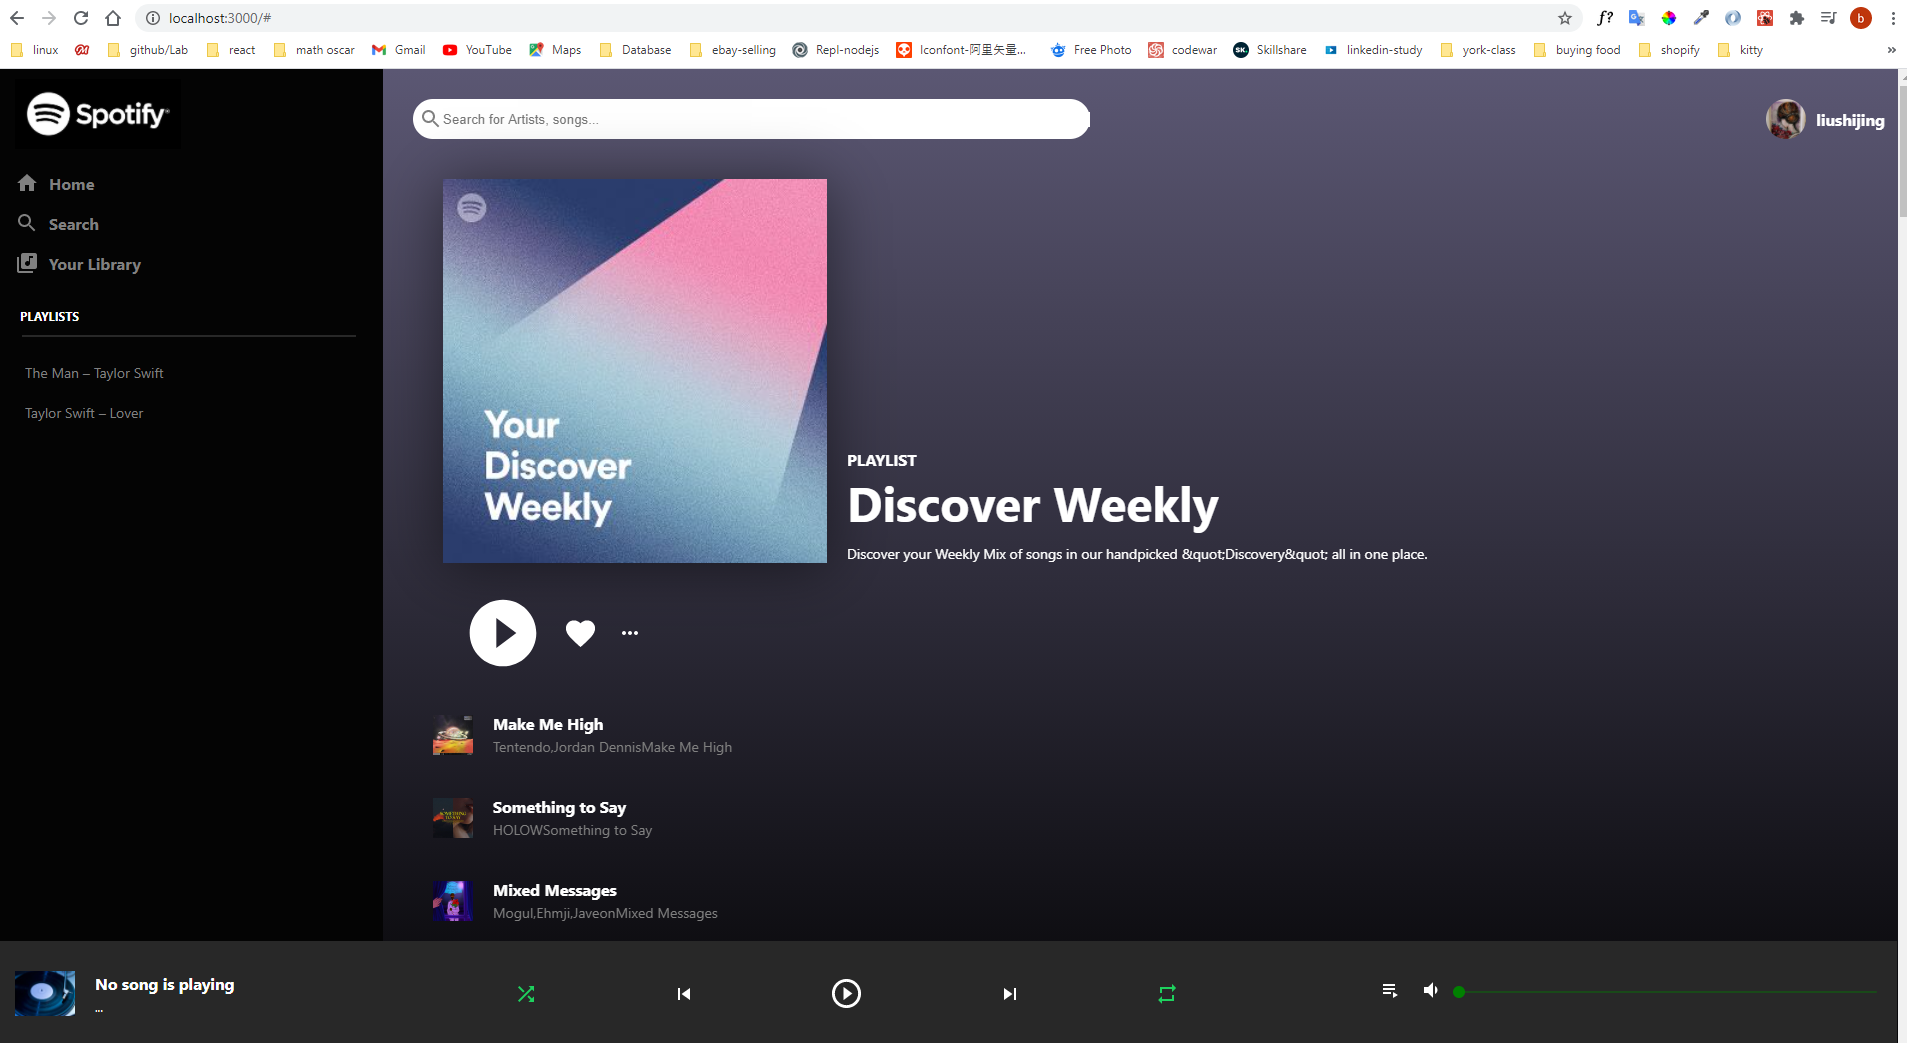 localhost:3000/#
f?
b
linux
github/Lab
react
math oscar
Gmail
YouTube
Maps
Database
ebay-selling
Repl-nodejs
Iconfont-阿里巴巴矢量...
Free Photo
SK.
codewar
Skillshare
linkedin-study
york-class
buying food
shopify
kitty
»
Spotify
Search for Artists, songs...
liushijing
Home
Search
Your Library
PLAYLISTS
The Man – Taylor Swift
Taylor Swift – Lover
Your
Discover
Weekly
PLAYLIST
Discover Weekly
Discover your Weekly Mix of songs in our handpicked &quot;Discovery&quot; all in one place.
Make Me High
Tentendo,Jordan DennisMake Me High
Something to Say
HOLOWSomething to Say
Mixed Messages
Mogul,Ehmji,JaveonMixed Messages
No song is playing
...